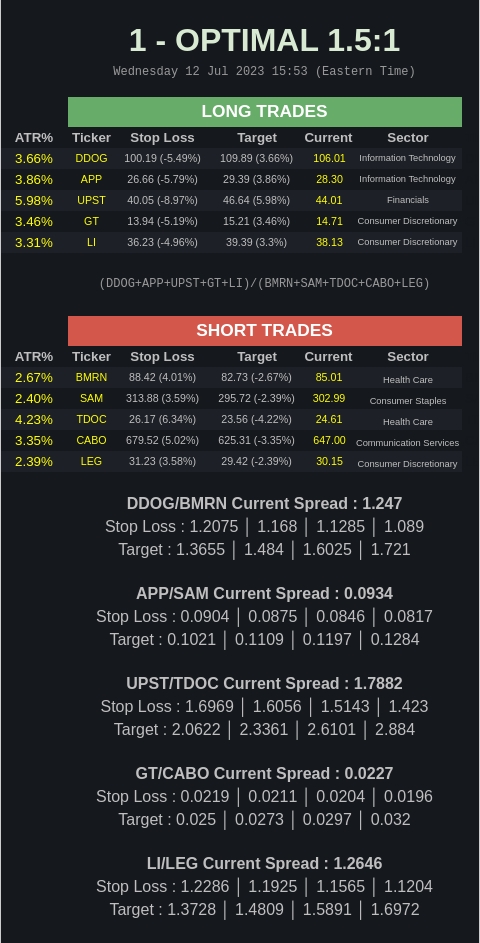 1 - OPTIMAL 1.5:1
Wednesday 12 Jul 2023 15:53 (Eastern Time)
LONG TRADES
ATR% Ticker Stop Loss Target Current Sector
3.66% DDOG 100.19 (-5.49%) 109.89 (3.66%) 106.01 Information Technology
3.86% APP 26.66 (-5.79%) 29.39 (3.86%) 28.30 Information Technology
5.98% UPST 40.05 (-8.97%) 46.64 (5.98%) 44.01 Financials
3.46% GT 13.94 (-5.19%) 15.21 (3.46%) 14.71 Consumer Discretionary
3.31% LI 36.23 (-4.96%) 39.39 (3.3%) 38.13 Consumer Discretionary
(DDOG+APP+UPST+GT+LI)/(BMRN+SAM+TDOC+CABO+LEG)
SHORT TRADES
ATR% Ticker Stop Loss Target Current Sector
2.67% BMRN 88.42 (4.01%) 82.73 (-2.67%) 85.01 Health Care
2.40% SAM 313.88 (3.59%) 295.72 (-2.39%) 302.99 Consumer Staples
4.23% TDOC 26.17 (6.34%) 23.56 (-4.22%) 24.61 Health Care
3.35% CABO 679.52 (5.02%) 625.31 (-3.35%) 647.00 Communication Services
2.39% LEG 31.23 (3.58%) 29.42 (-2.39%) 30.15 Consumer Discretionary
DDOG/BMRN Current Spread : 1.247
Stop Loss : 1.2075 │ 1.168 │ 1.1285 │ 1.089
Target : 1.3655 │ 1.484 │ 1.6025 │ 1.721
APP/SAM Current Spread : 0.0934
Stop Loss : 0.0904 │ 0.0875 │ 0.0846 │ 0.0817
Target : 0.1021 │ 0.1109 │ 0.1197 │ 0.1284
UPST/TDOC Current Spread : 1.7882
Stop Loss : 1.6969 │ 1.6056 │ 1.5143 │ 1.423
Target : 2.0622 │ 2.3361 │ 2.6101 │ 2.884
GT/CABO Current Spread : 0.0227
Stop Loss : 0.0219 │ 0.0211 │ 0.0204 │ 0.0196
Target : 0.025 │ 0.0273 │ 0.0297 │ 0.032
LI/LEG Current Spread : 1.2646
Stop Loss : 1.2286 │ 1.1925 │ 1.1565 │ 1.1204
Target : 1.3728 │ 1.4809 │ 1.5891 │ 1.6972